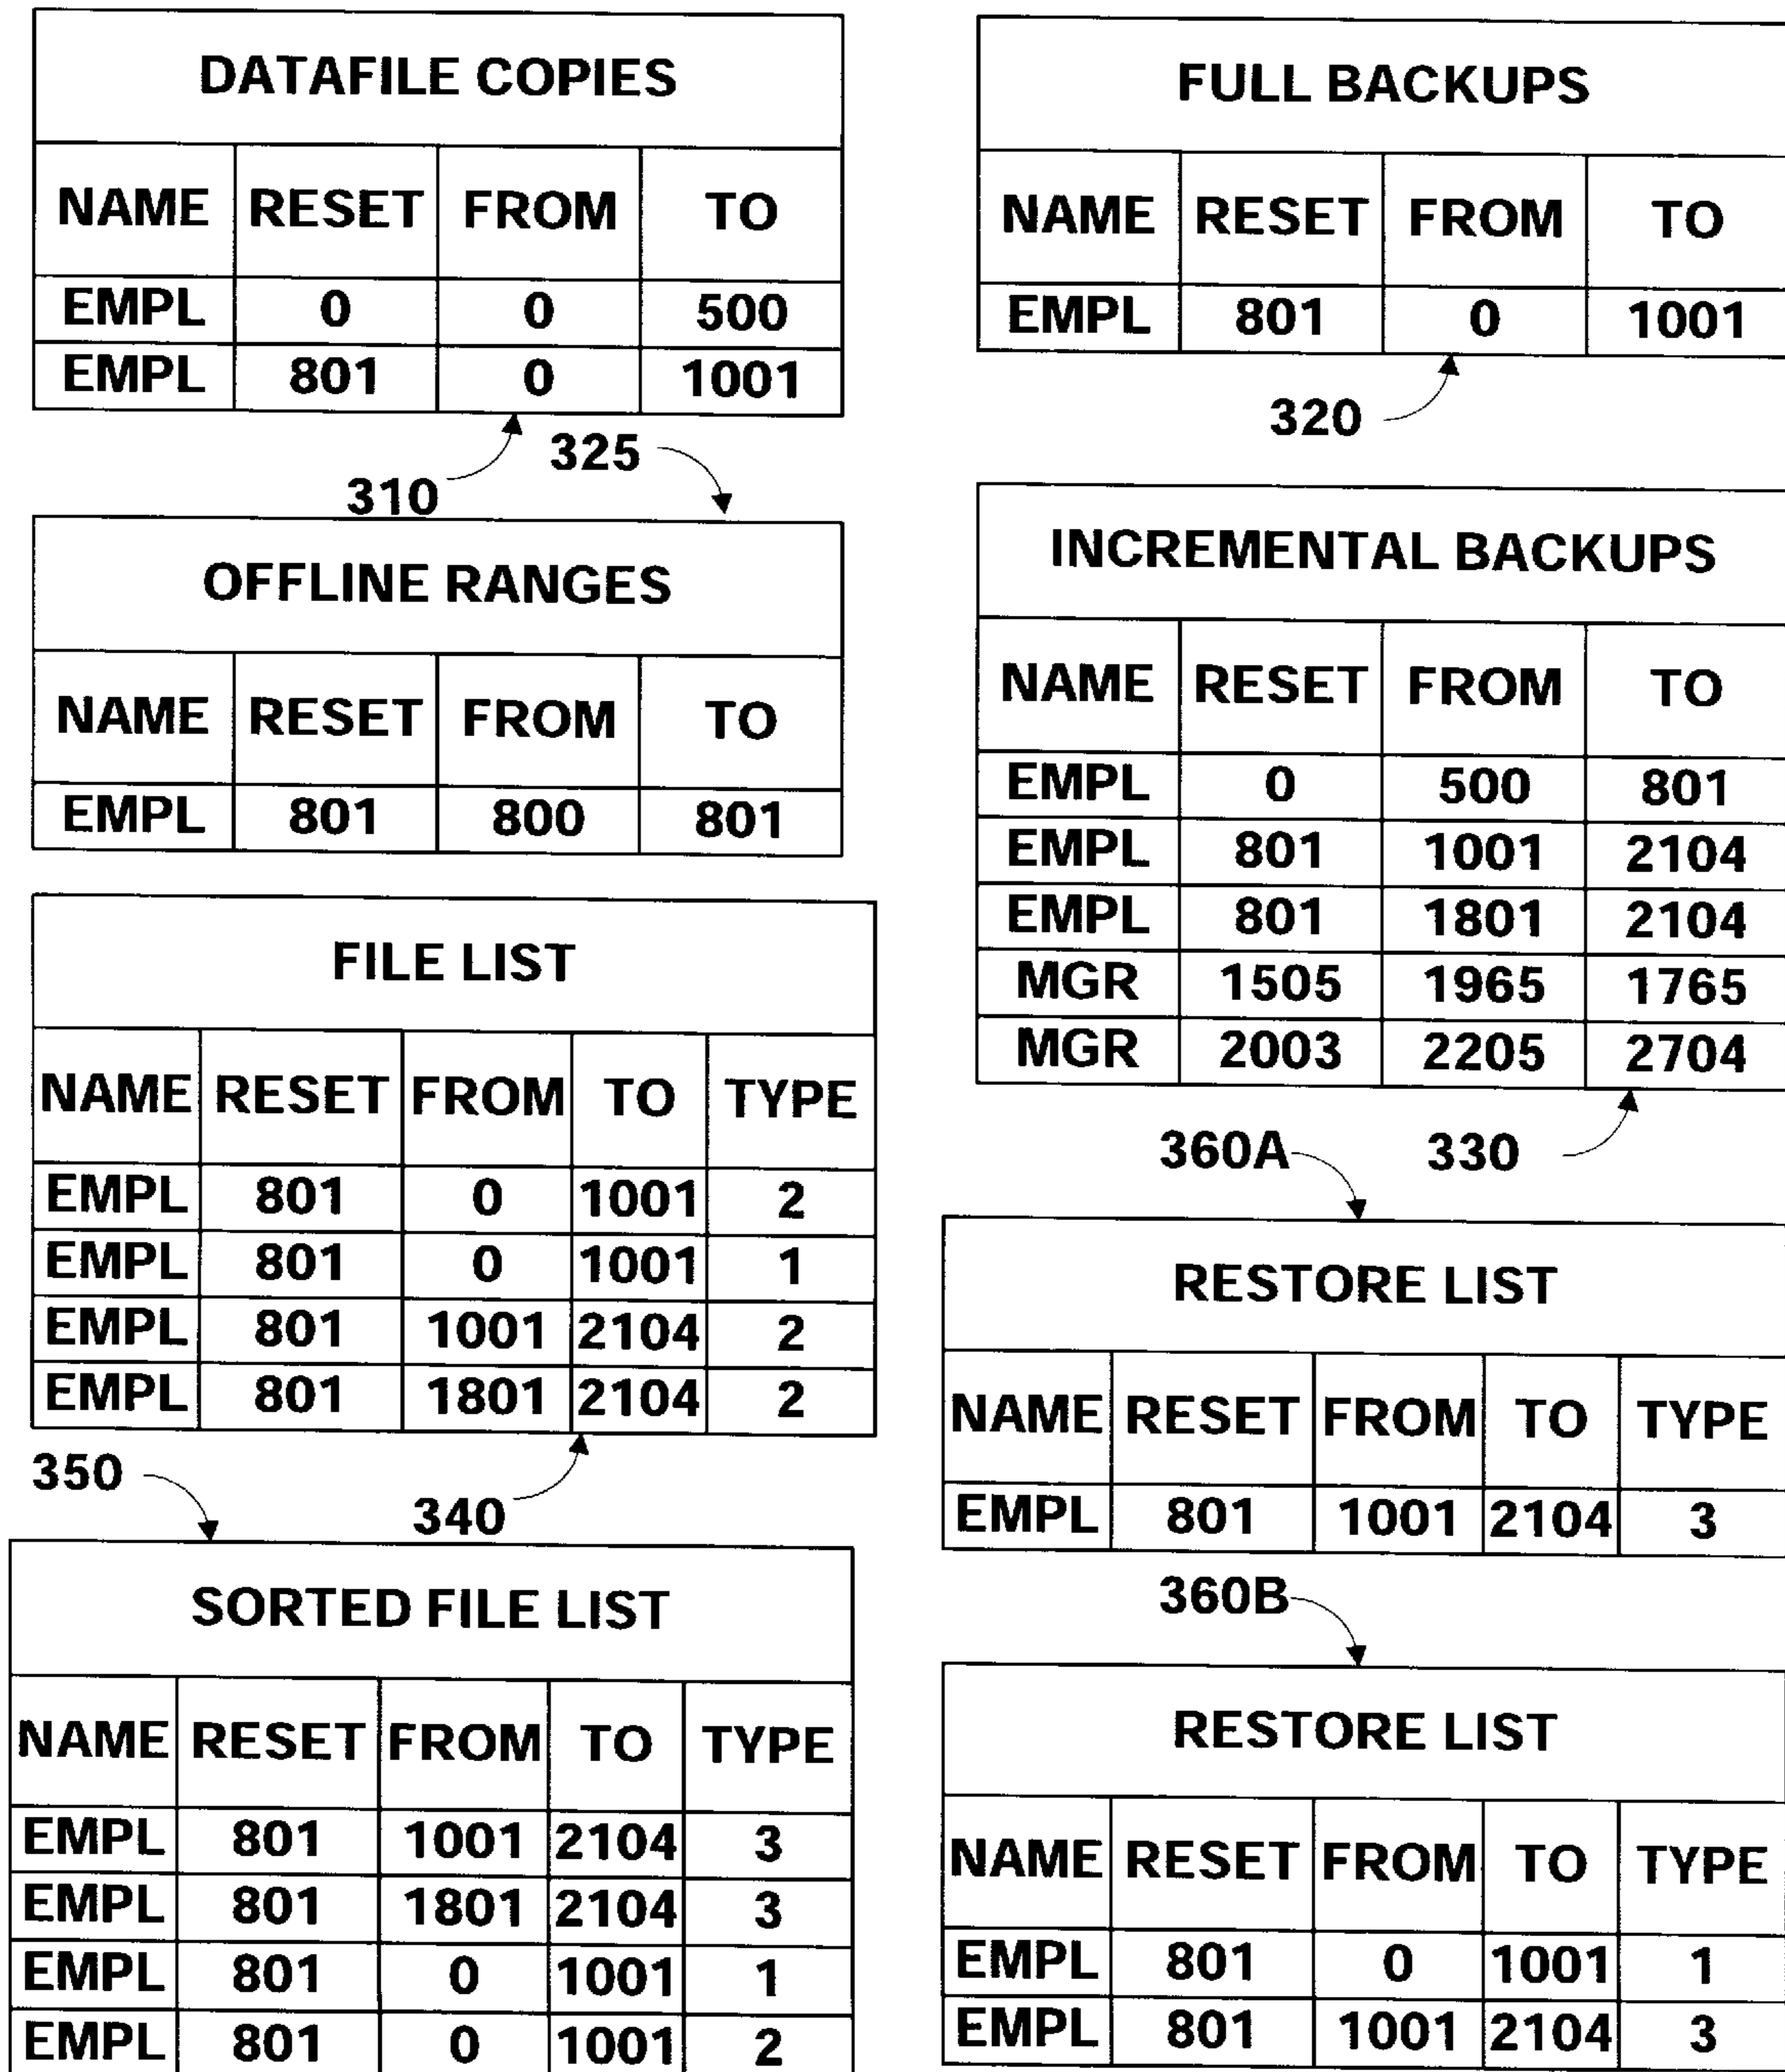 DATAFILE COPIES
NAME RESET FROM TO
EMPL 0 0 500
EMPL 801 0 1001
310
325
OFFLINE RANGES
NAME RESET FROM TO
EMPL 801 800 801
FILE LIST
NAME RESET FROM TO TYPE
EMPL 801 0 1001 2
EMPL 801 0 1001 1
EMPL 801 1001 2104 2
EMPL 801 1801 2104 2
350
340
SORTED FILE LIST
NAME RESET FROM TO TYPE
EMPL 801 1001 2104 3
EMPL 801 1801 2104 3
EMPL 801 0 1001 1
EMPL 801 0 1001 2
FULL BACKUPS
NAME RESET FROM TO
EMPL 801 0 1001
320
INCREMENTAL BACKUPS
NAME RESET FROM TO
EMPL 0 500 801
EMPL 801 1001 2104
EMPL 801 1801 2104
MGR 1505 1965 1765
MGR 2003 2205 2704
360A
330
RESTORE LIST
NAME RESET FROM TO TYPE
EMPL 801 1001 2104 3
360B
RESTORE LIST
NAME RESET FROM TO TYPE
EMPL 801 0 1001 1
EMPL 801 1001 2104 3